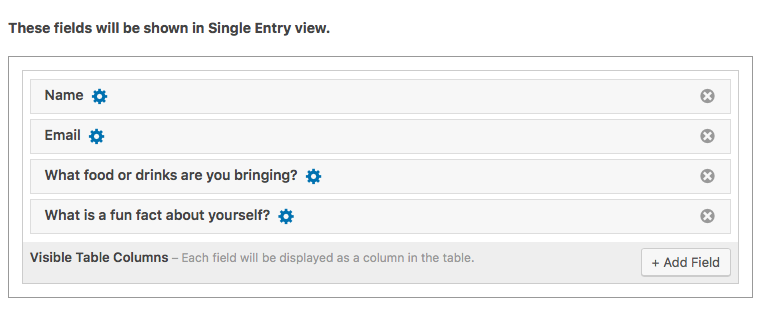 These fields will be shown in Single Entry view.
Name
Email
What food or drinks are you bringing?
What is a fun fact about yourself?
Visible Table Columns – Each field will be displayed as a column in the table.
+ Add Field